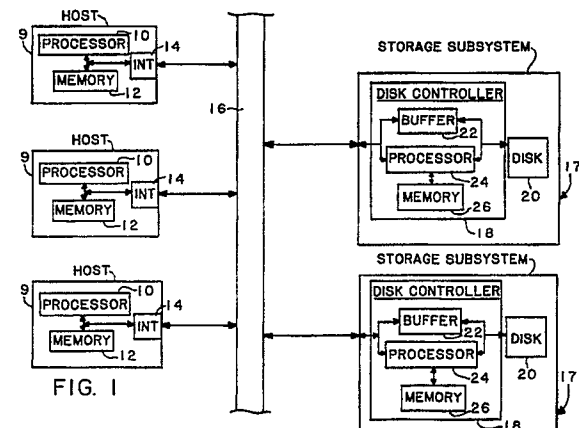 HOST
9
10
PROCESSOR
14
INT
MEMORY
12
HOST
9
10
PROCESSOR
14
INT
MEMORY
12
HOST
9
10
PROCESSOR
14
INT
MEMORY
12
FIG. 1
16
STORAGE SUBSYSTEM
DISK CONTROLLER
BUFFER
22
PROCESSOR
24
MEMORY
26
18
DISK
20
17
STORAGE SUBSYSTEM
DISK CONTROLLER
BUFFER
22
PROCESSOR
24
MEMORY
26
18
DISK
20
17